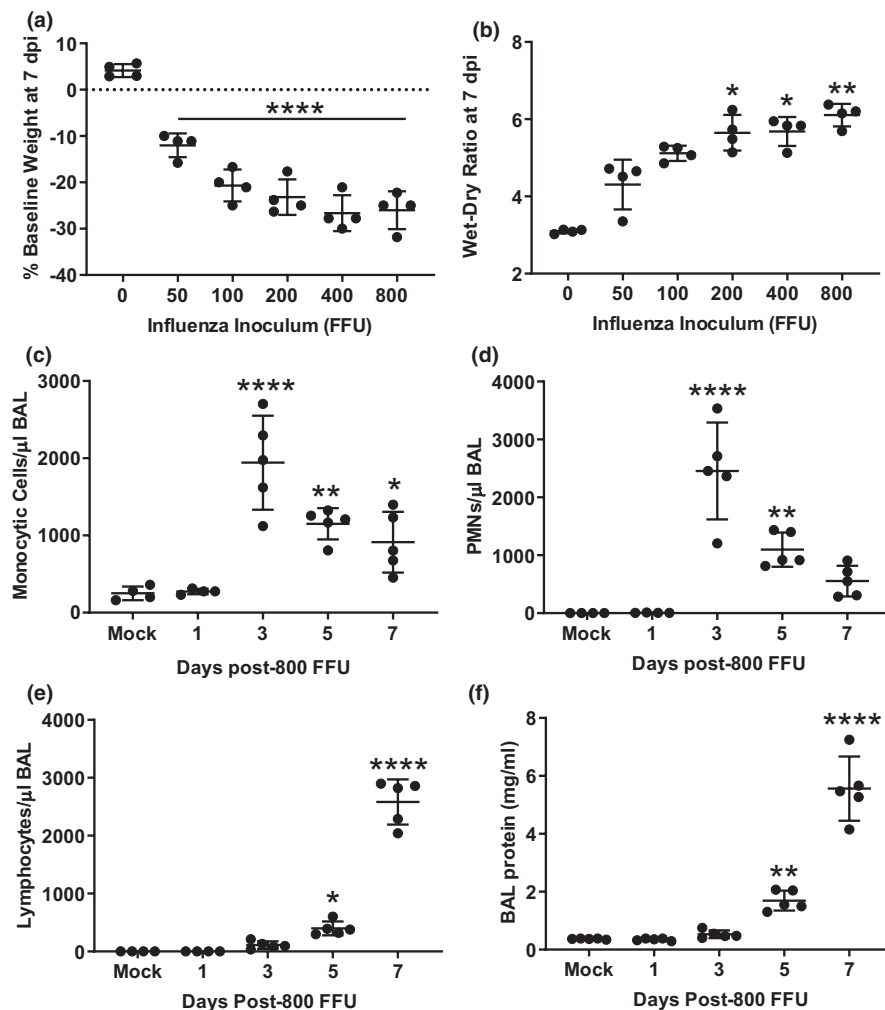 (a)
% Baseline Weight at 7 dpi
10
0
-10
-20
-30
-40
****
0 50 100 200 400 800
Influenza Inoculum (FFU)
(b)
Wet-Dry Ratio at 7 dpi
8
6
4
2
* * **
0 50 100 200 400 800
Influenza Inoculum (FFU)
(c)
Monocytic Cells/µl BAL
3000
2000
1000
0
****
**
*
Mock 1 3 5 7
Days post-800 FFU
(d)
PMNs/µl BAL
4000
3000
2000
1000
0
****
**
Mock 1 3 5 7
Days post-800 FFU
(e)
Lymphocytes/µl BAL
4000
3000
2000
1000
0
****
*
Mock 1 3 5 7
Days Post-800 FFU
(f)
BAL protein (mg/ml)
8
6
4
2
0
****
**
Mock 1 3 5 7
Days Post-800 FFU